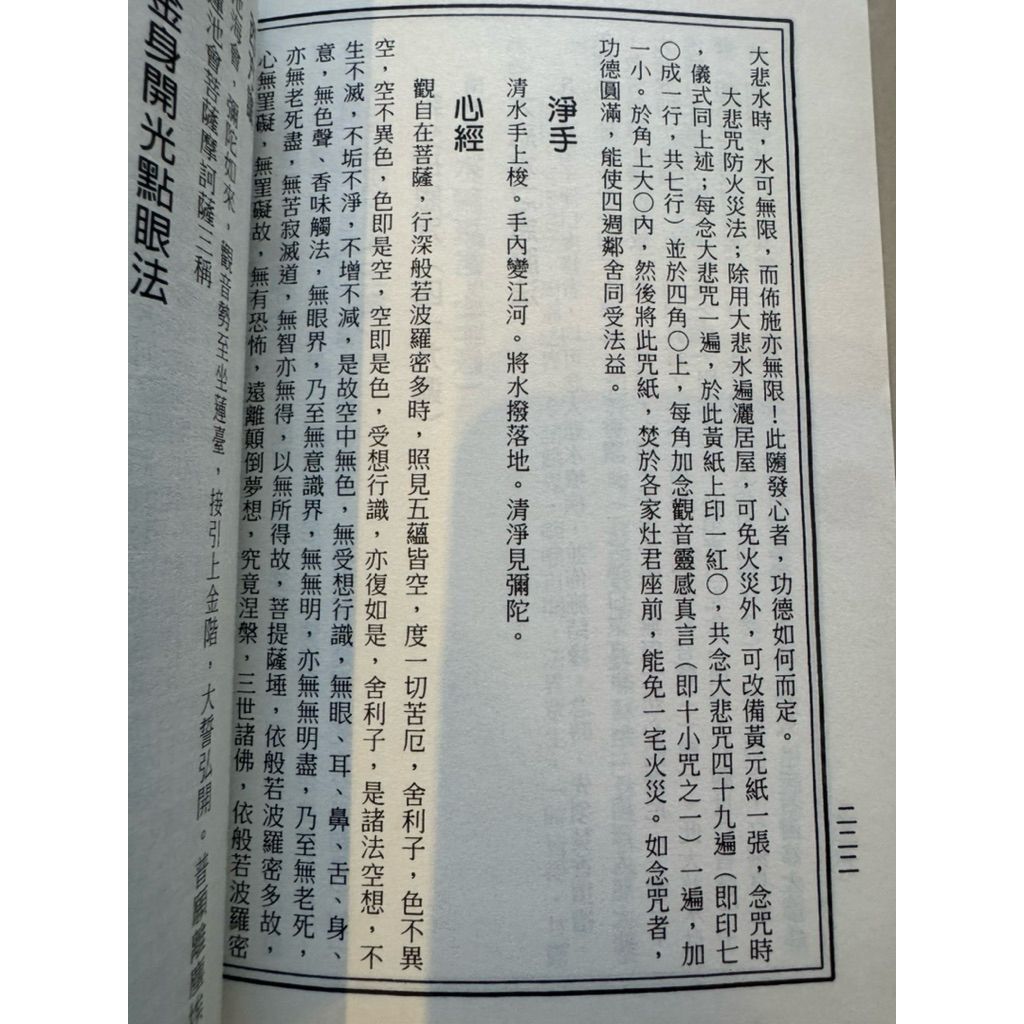 大悲水時，水可無限，而佈施亦無限！此隨發心者，功德如何而定。
大悲咒防火災法；除用大悲水遍灑居屋，可免火災外，可改備黃元紙一張，念咒時
，儀式同上述；每念大悲咒一遍，於此黃紙上印一紅〇，共念大悲咒四十九遍（即印七
〇成一行，共七行）並於四角〇上，每角加念觀音靈感真言（即十小咒之一）一遍，加
一小。於角上大〇內，然後將此咒紙，焚於各家灶君座前，能免一宅火災。如念咒者，
功德圓滿，能使四週鄰舍同受法益。
淨手
清水手上梭。手內變江河。將水撥落地。清淨見彌陀。
心經
觀自在菩薩，行深般若波羅密多時，照見五蘊皆空，度一切苦厄，舍利子，色不異
空，空不異色，色即是空，空即是色，受想行識，亦復如是，舍利子，是諸法空想，不
生不滅，不垢不淨，不增不減，是故空中無色，無受想行識，無眼、耳、鼻、舌、身、
意，無色聲、香味觸法，無眼界，乃至無意識界，無無明，亦無無明盡，乃至無老死，
亦無老死盡，無苦寂滅道，無智亦無得，以無所得故，菩提薩埵，依般若波羅密多故，
心無罣礙，無罣礙故，無有恐怖，遠離顛倒夢想，究竟涅槃，三世諸佛，依般若波羅密
二二二
池海會，彌陀如來，觀音勢至坐蓮臺，接引上金階，大誓弘開。普願離塵
蓮池會菩薩摩訶薩三稱
金身開光點眼法